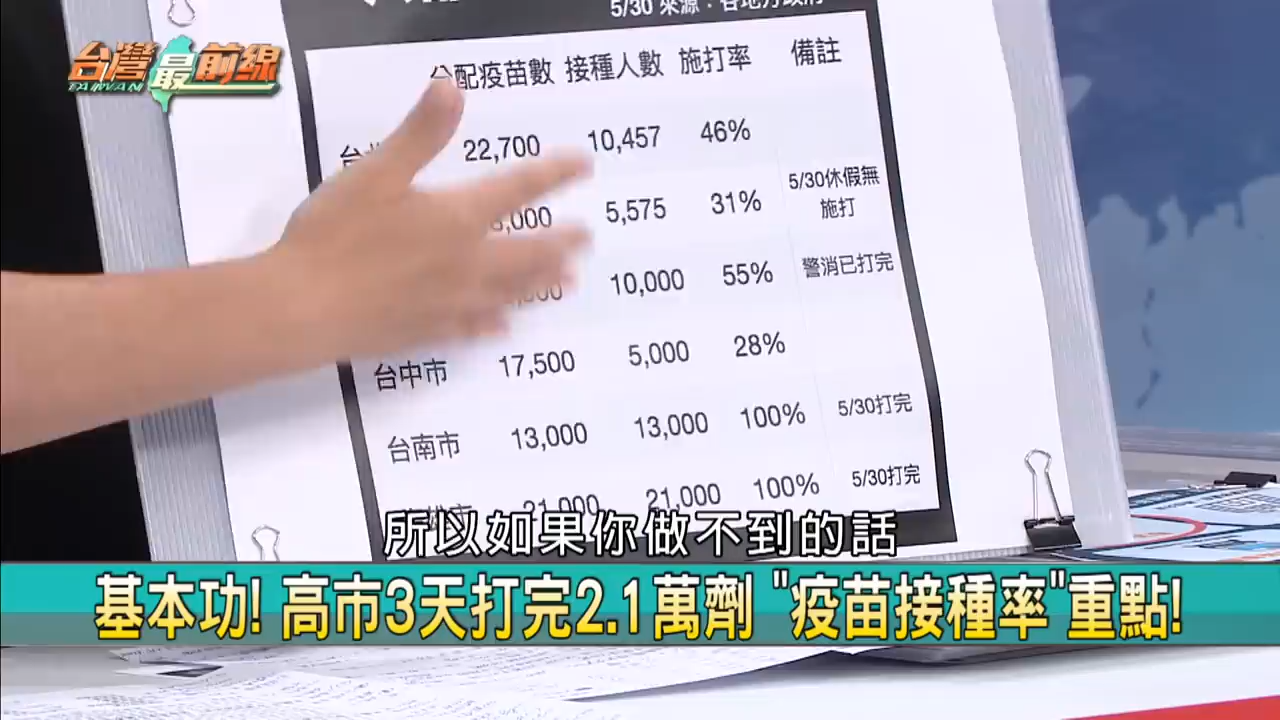 台灣最前線
TAIWAN
5/30 來源：各地方政府
分配疫苗數 接種人數 施打率 備註
22,700 10,457 46%
5,575 31% 5/30休假無
施打
10,000 55% 警消已打完
台中市 17,500 5,000 28%
台南市 13,000 13,000 100% 5/30打完
21,000 21,000 100% 5/30打完
所以如果你做不到的話
基本功! 高市3天打完2.1萬劑 "疫苗接種率"重點!